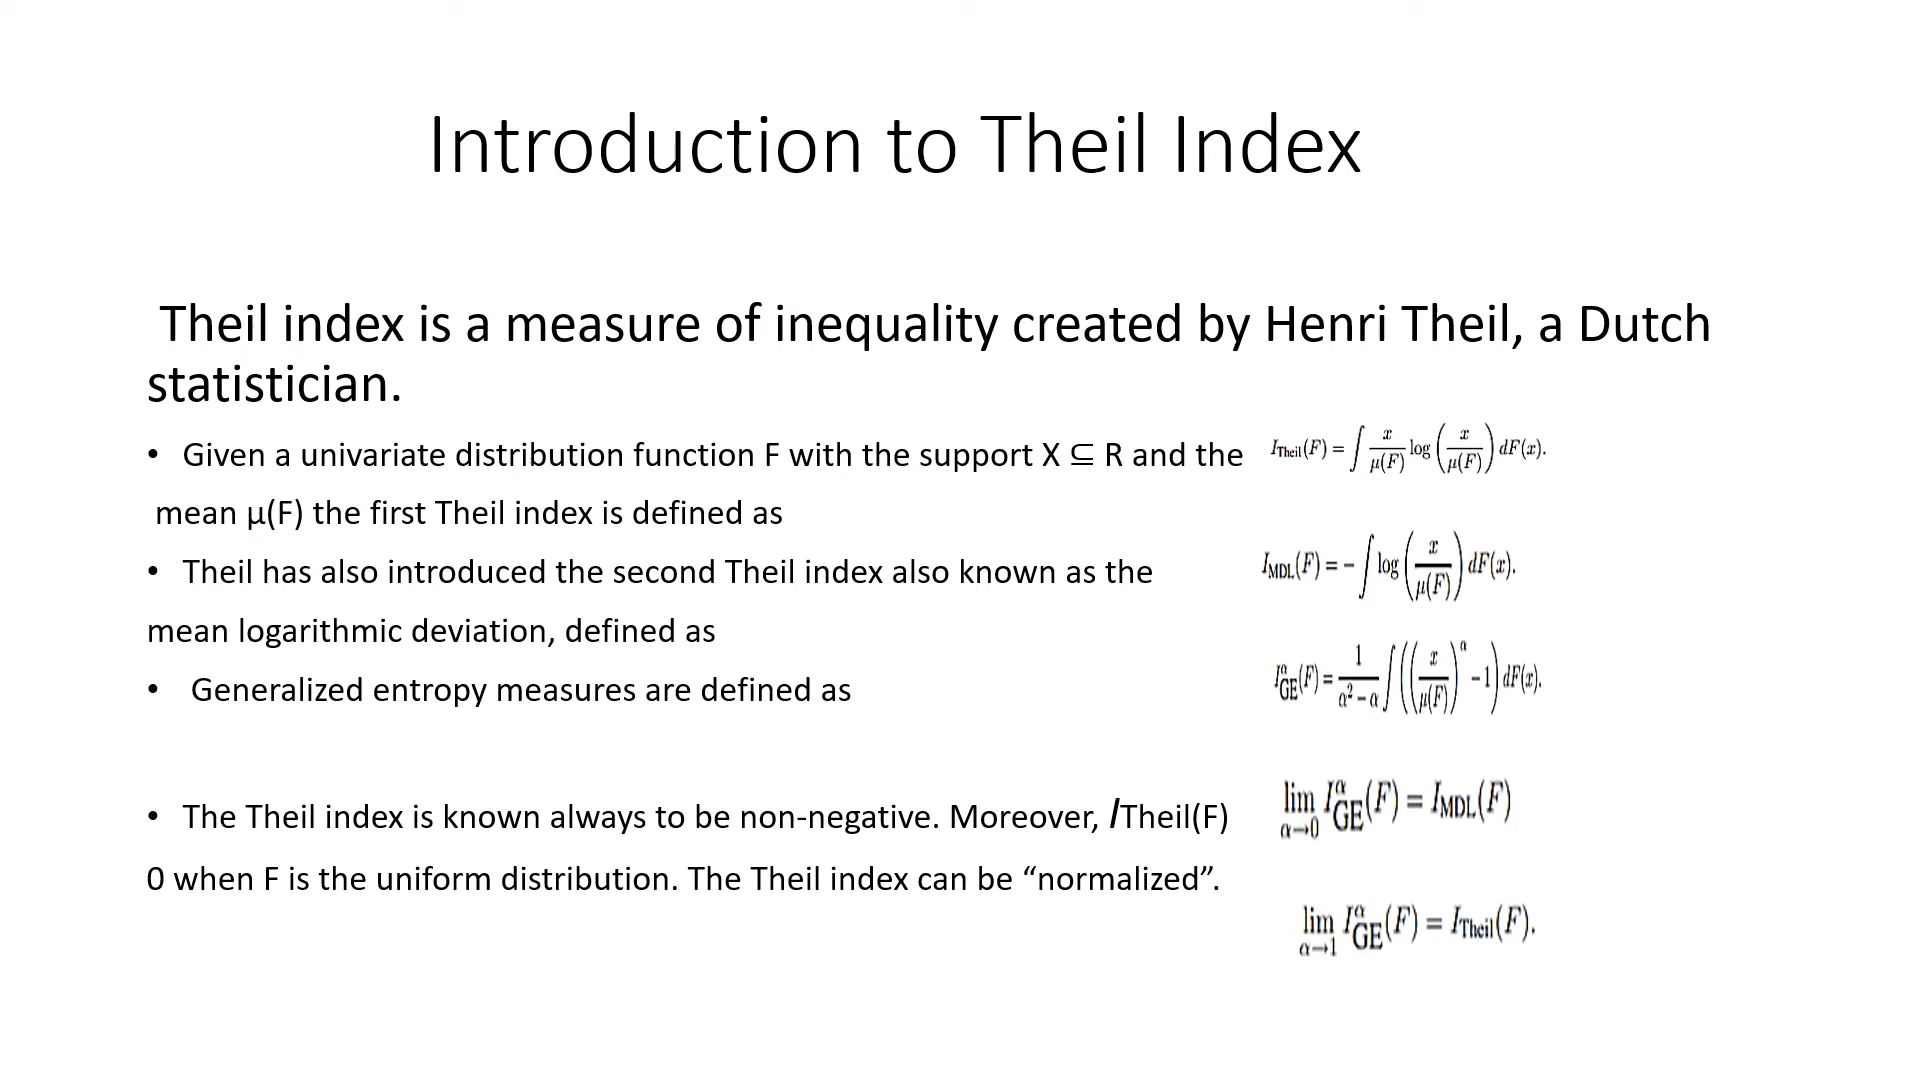 Introduction to Theil Index
Theil index is a measure of inequality created by Henri Theil, a Dutch
statistician.
• Given a univariate distribution function F with the support X ⊆ R and the
mean μ(F) the first Theil index is defined as
I_Theil(F) = ∫ x/μ(F) log (x/μ(F)) dF(x).
• Theil has also introduced the second Theil index also known as the
mean logarithmic deviation, defined as
I_MDL(F) = − ∫ log (x/μ(F)) dF(x).
• Generalized entropy measures are defined as
I^α_GE(F) = 1/(α² − α) ∫ ((x/μ(F))^α − 1) dF(x).
• The Theil index is known always to be non-negative. Moreover, ITheil(F)
0 when F is the uniform distribution. The Theil index can be “normalized”.
lim α→0 I^α_GE(F) = I_MDL(F)
lim α→1 I^α_GE(F) = I_Theil(F).